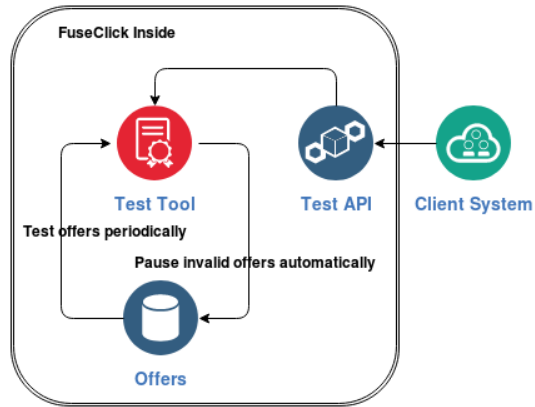 FuseClick Inside
Test Tool
Test API
Client System
Test offers periodically
Pause invalid offers automatically
Offers